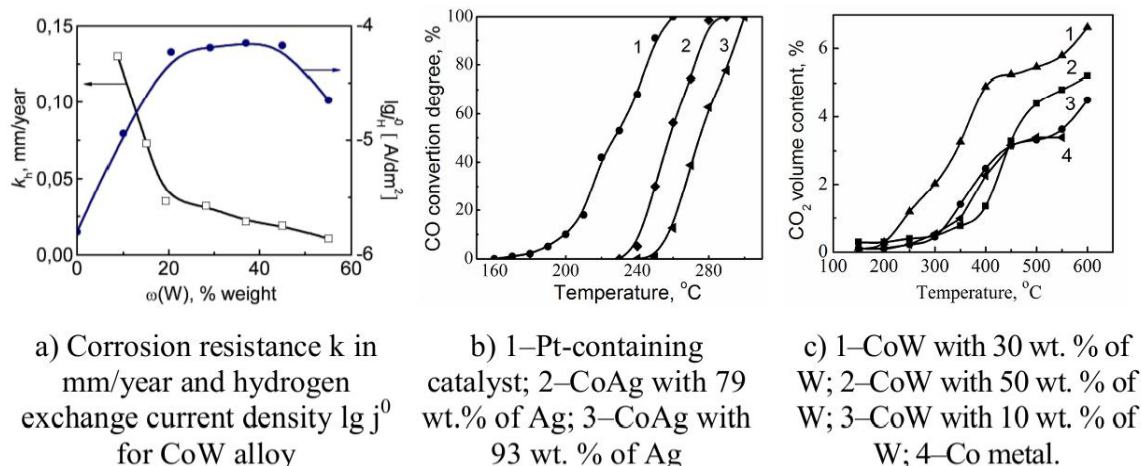 0,15
0,10
0,05
0,00
k_h, mm/year
0 20 40 60
ω(W), % weight
-4
-5
-6
lgj_H^0 [ A/dm^2]
100
80
60
40
20
0
CO convertion degree, %
1 2 3
160 200 240 280
Temperature, °C
6
4
2
0
CO_2 volume content, %
1
2
3
4
100 200 300 400 500 600
Temperature, °C
a) Corrosion resistance k in
mm/year and hydrogen
exchange current density lg j^0
for CoW alloy
b) 1–Pt-containing
catalyst; 2–CoAg with 79
wt.% of Ag; 3–CoAg with
93 wt. % of Ag
c) 1–CoW with 30 wt. % of
W; 2–CoW with 50 wt. % of
W; 3–CoW with 10 wt. % of
W; 4–Co metal.